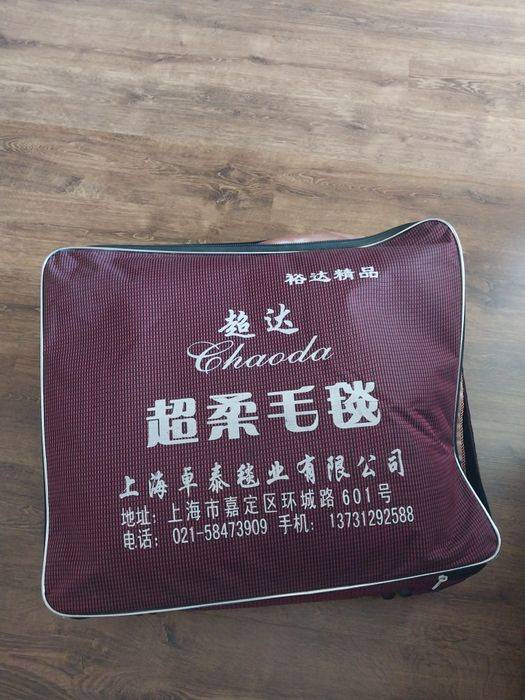 裕达精品
超达
Chaoda
超柔毛毯
上海卓泰毯业有限公司
地址：上海市嘉定区环城路601号
电话：021-58473909 手机：13731292588